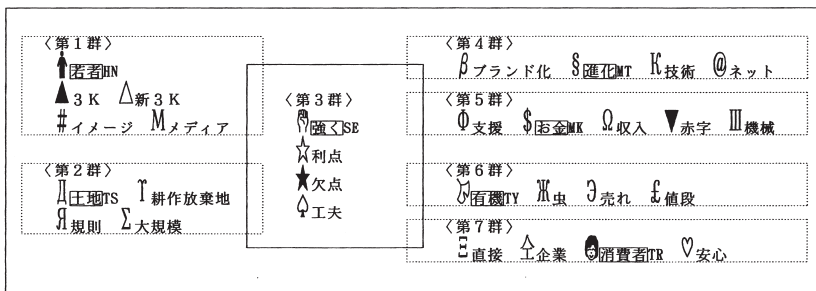 〈第1群〉
若者HN
▲3K △新3K
#イメージ Mメディア
〈第2群〉
Д土地TS ϒ耕作放棄地
Я規則 Σ大規模
〈第3群〉
強くSE
☆利点
★欠点
♤工夫
〈第4群〉
βブランド化 §進化MT К技術 @ネット
〈第5群〉
Φ支援 $お金MK Ω収入 ▼赤字 Ⅲ機械
〈第6群〉
有機TY Ж虫 Э売れ £値段
〈第7群〉
直接 企業 消費者TR ♡安心